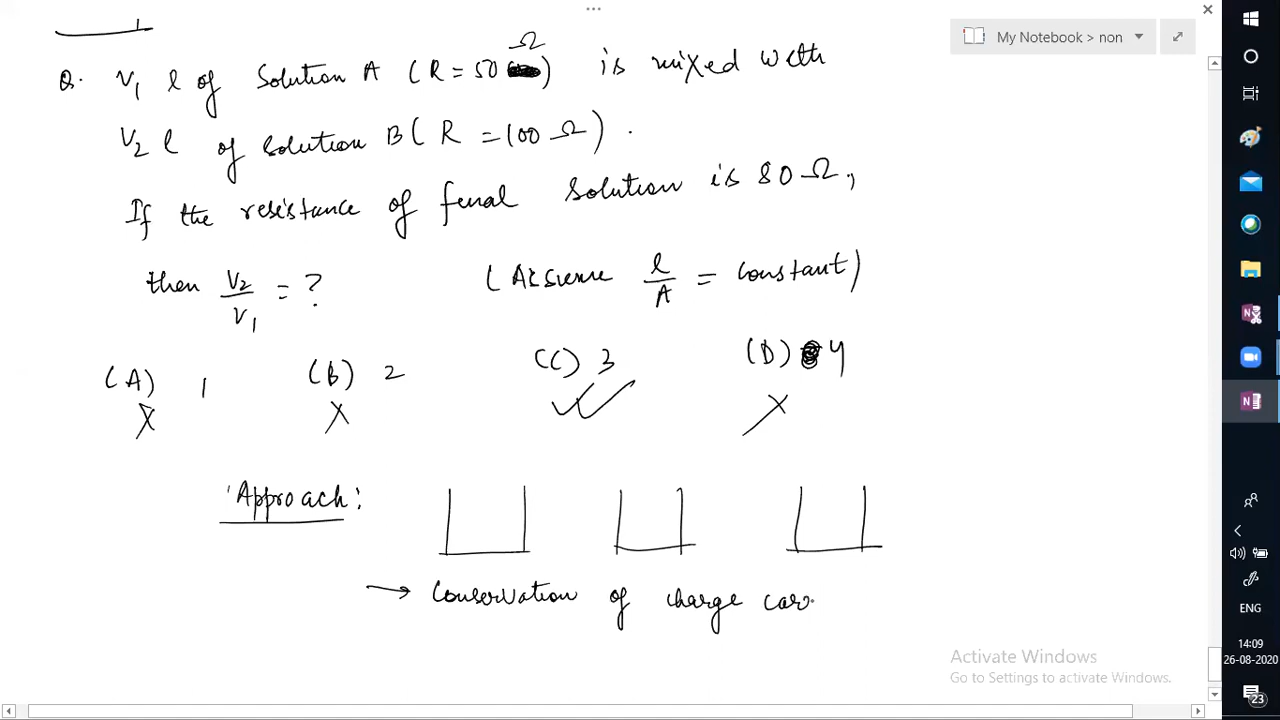 My Notebook > non
Q. V1 l of Solution A (R = 50 Ω) is mixed with
V2 l of solution B (R = 100 Ω).
If the resistance of final solution is 80 Ω,
then V2/V1 = ? (Assume l/A = constant)
(A) 1 (B) 2 (C) 3 (D) 4
Approach:
→ Conservation of charge carr
Activate Windows
Go to Settings to activate Windows.
ENG
14:09
26-08-2020
23